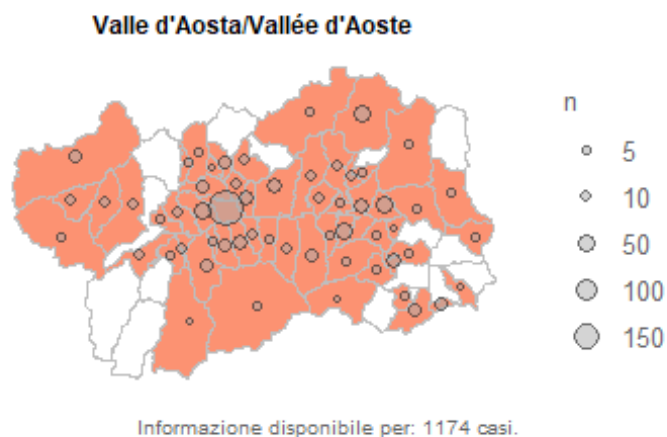 Valle d'Aosta/Vallée d'Aoste
n
5
10
50
100
150
Informazione disponibile per: 1174 casi.